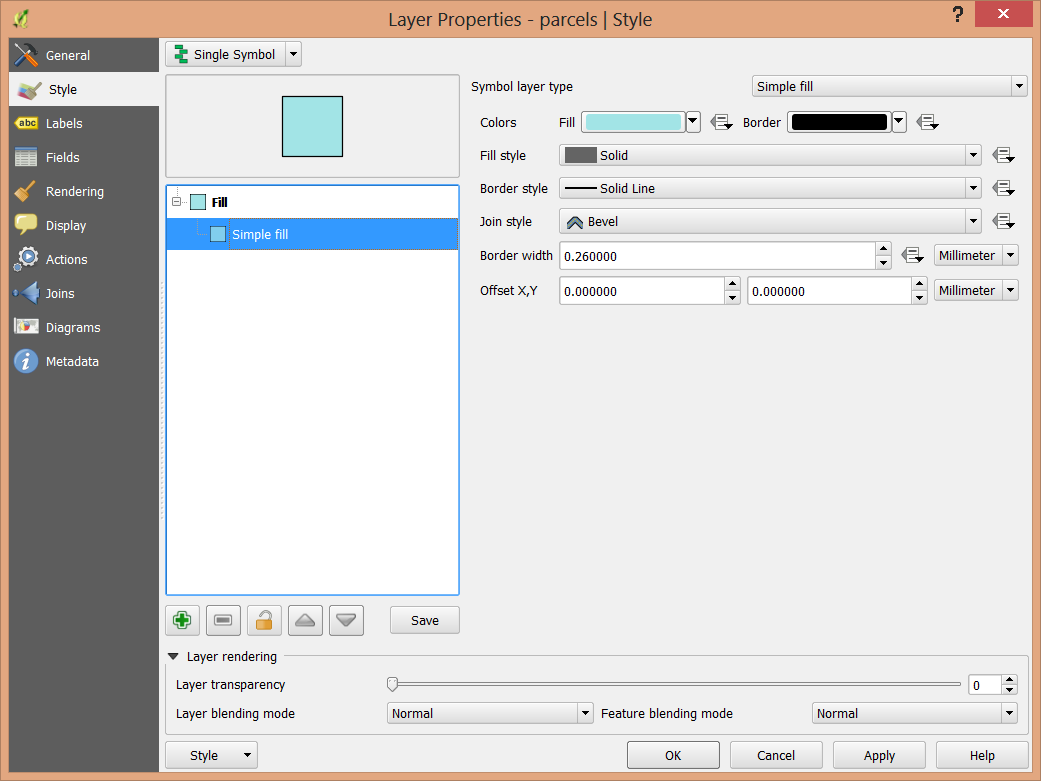 Layer Properties - parcels | Style
?
General
Style
abc Labels
Fields
Rendering
Display
Actions
Joins
Diagrams
i Metadata
Single Symbol
Fill
Simple fill
Save
Symbol layer type Simple fill
Colors Fill Border
Fill style Solid
Border style Solid Line
Join style Bevel
Border width 0.260000 Millimeter
Offset X,Y 0.000000 0.000000 Millimeter
Layer rendering
Layer transparency 0
Layer blending mode Normal Feature blending mode Normal
Style OK Cancel Apply Help